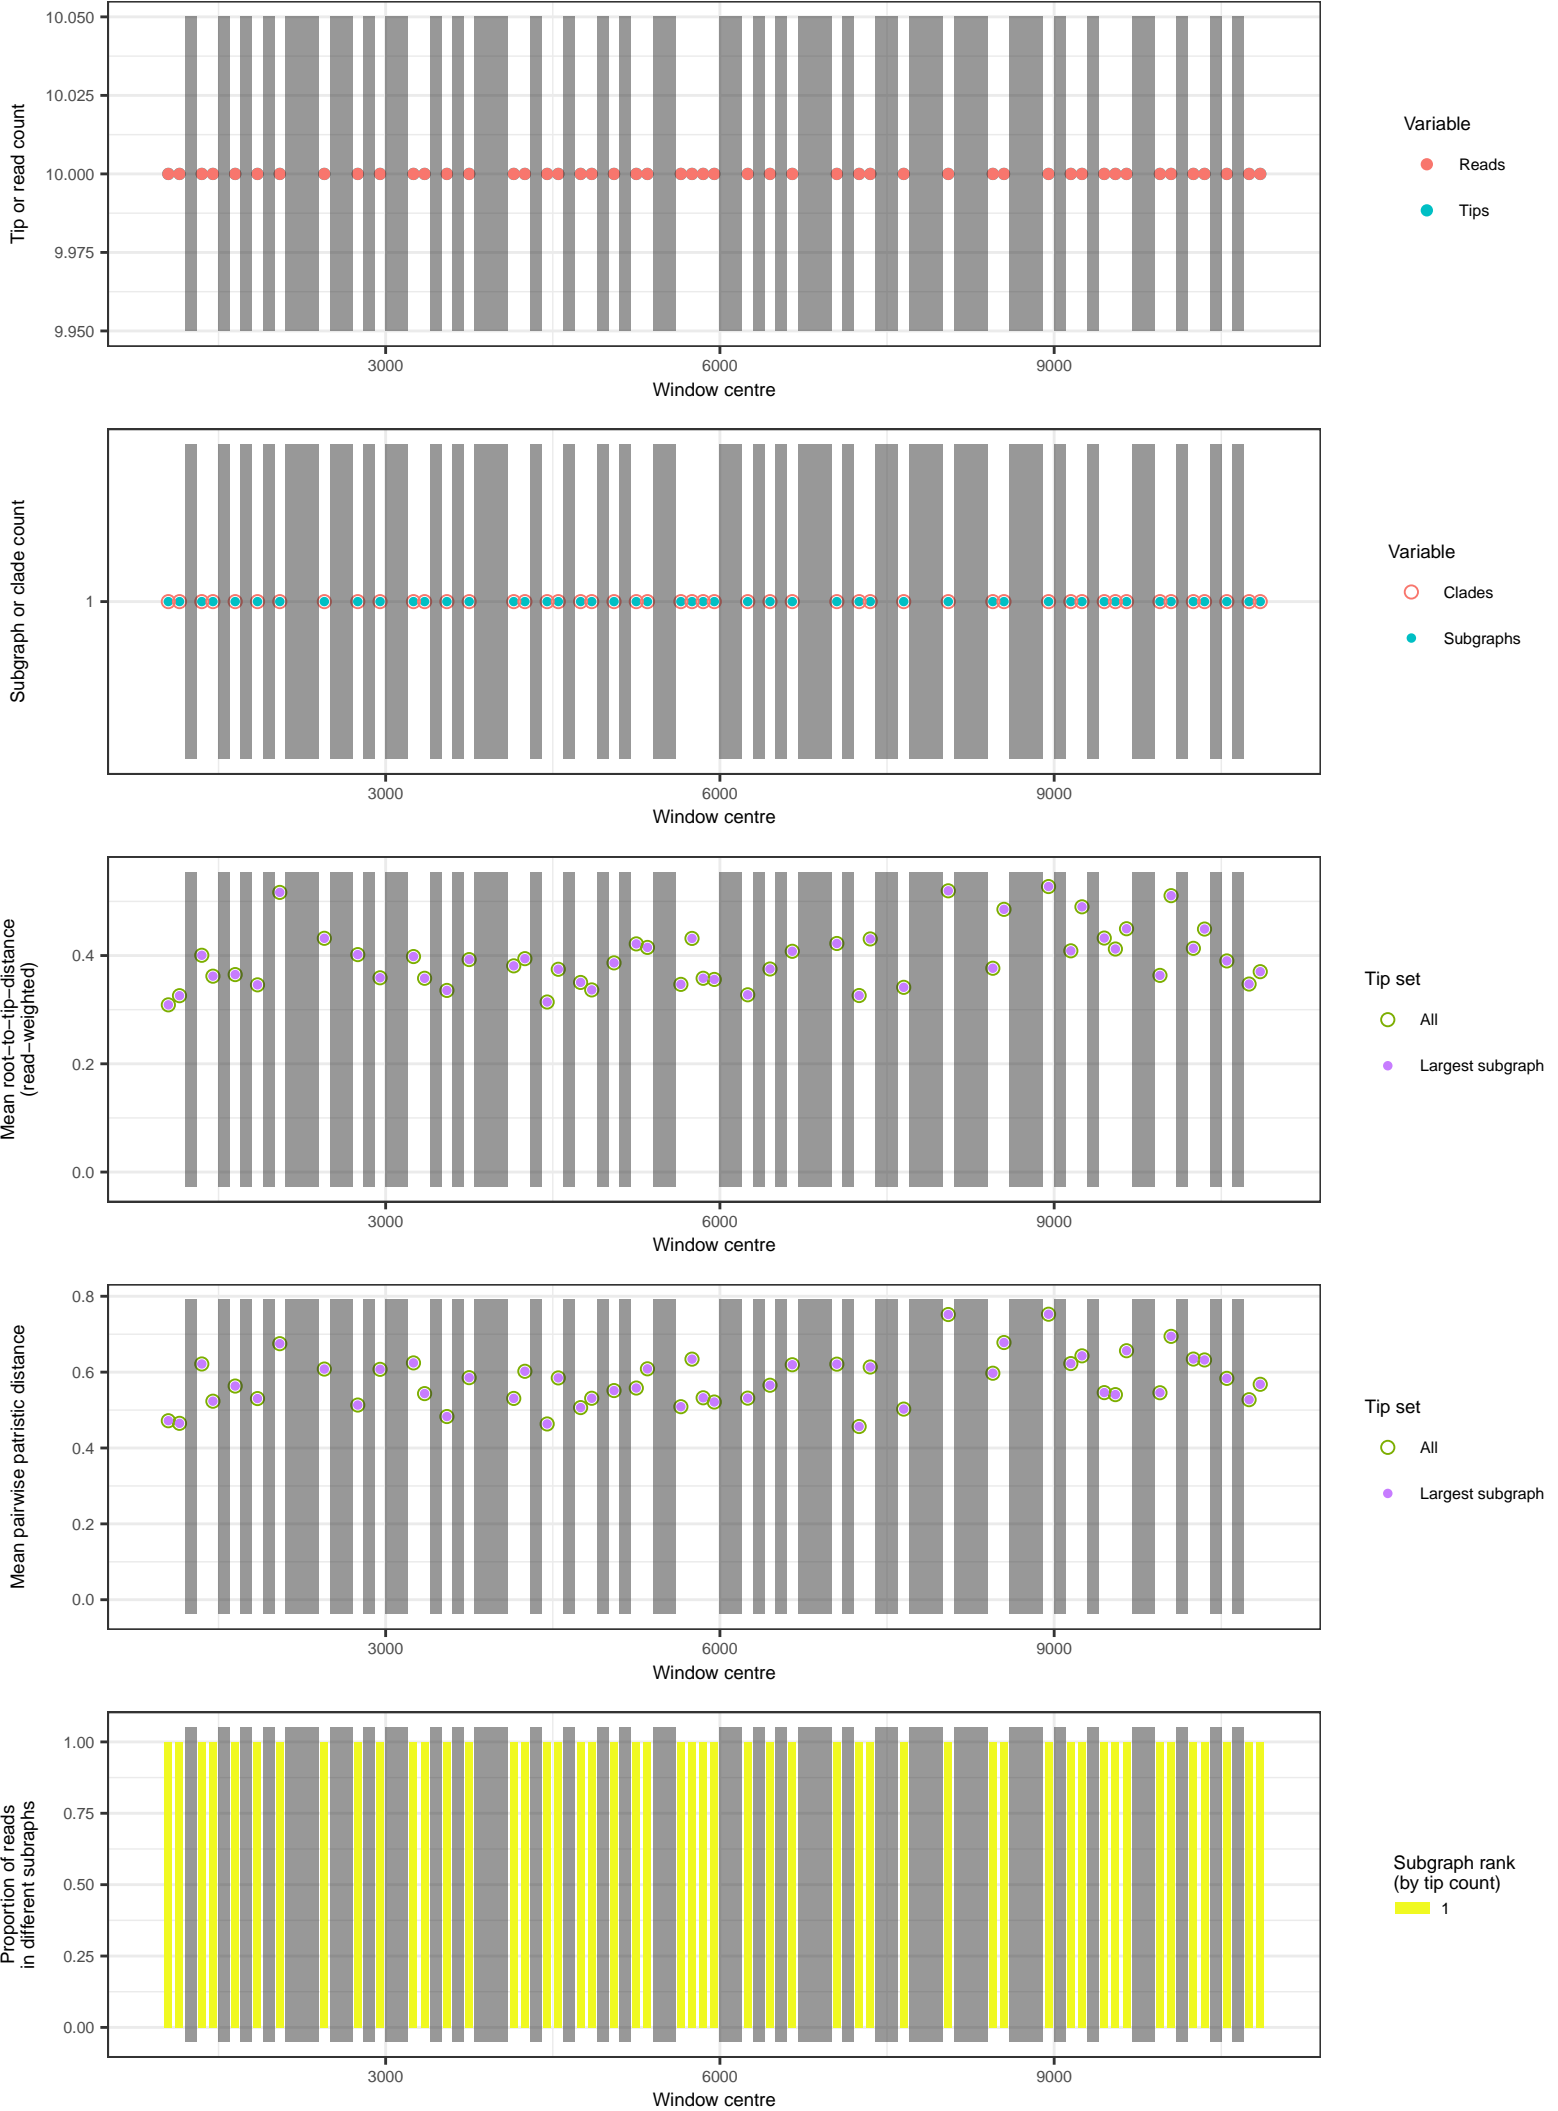 10.050
10.025
10.000
9.975
9.950
Tip or read count
3000
6000
9000
Window centre
Variable
Reads
Tips
1
Subgraph or clade count
3000
6000
9000
Window centre
Variable
Clades
Subgraphs
0.4
0.2
0.0
Mean root−to−tip−distance
(read−weighted)
3000
6000
9000
Window centre
Tip set
All
Largest subgraph
0.8
0.6
0.4
0.2
0.0
Mean pairwise patristic distance
3000
6000
9000
Window centre
Tip set
All
Largest subgraph
1.00
0.75
0.50
0.25
0.00
Proportion of reads
in different subraphs
3000
6000
9000
Window centre
Subgraph rank
(by tip count)
1